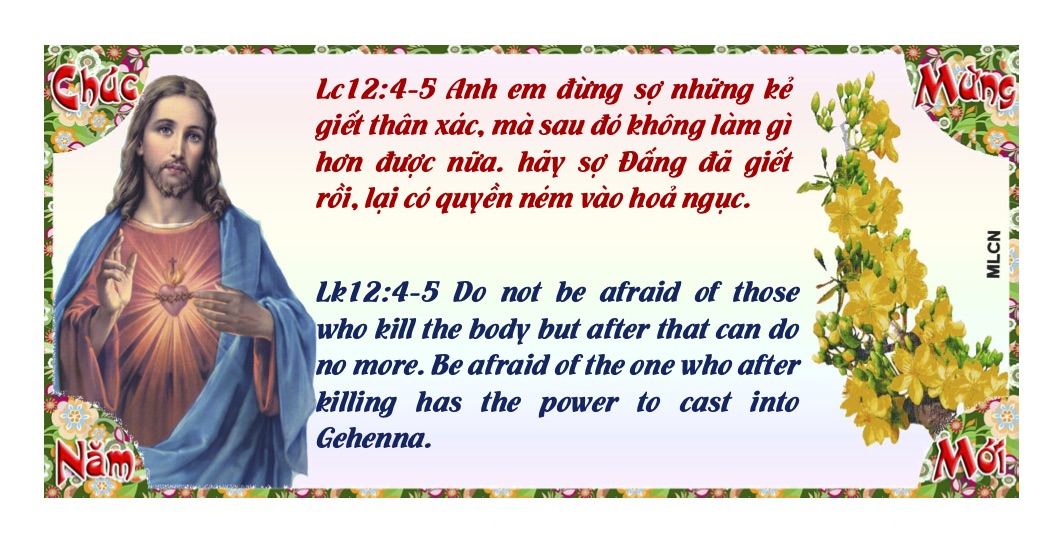 Chúc
Mừng
Lc12:4-5 Anh em đừng sợ những kẻ
giết thân xác, mà sau đó không làm gì
hơn được nữa. hãy sợ Đấng đã giết
rồi, lại có quyền ném vào hoả ngục.
MLCN
Lk12:4-5 Do not be afraid of those
who kill the body but after that can do
no more. Be afraid of the one who after
killing has the power to cast into
Gehenna.
Năm
Mới